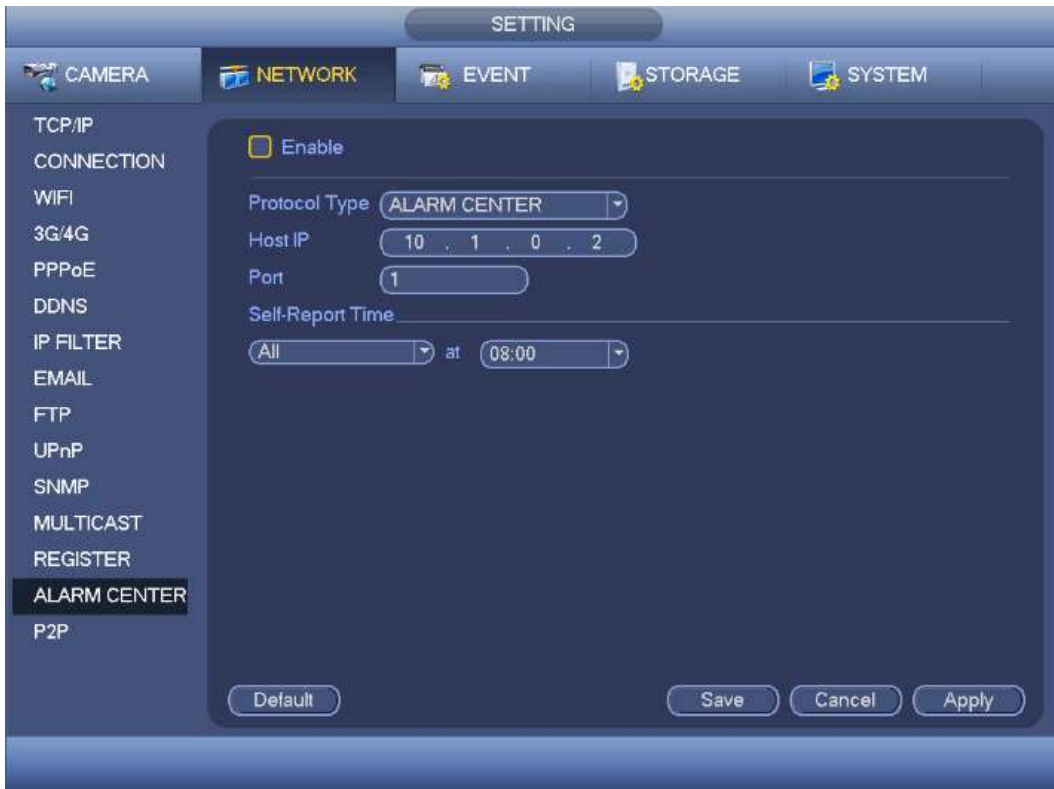 SETTING
CAMERA NETWORK EVENT STORAGE SYSTEM
TCP/IP
CONNECTION
WIFI
3G/4G
PPPoE
DDNS
IP FILTER
EMAIL
FTP
UPnP
SNMP
MULTICAST
REGISTER
ALARM CENTER
P2P
Enable
Protocol Type ALARM CENTER
Host IP 10 . 1 . 0 . 2
Port 1
Self-Report Time
All at 08:00
Default Save Cancel Apply